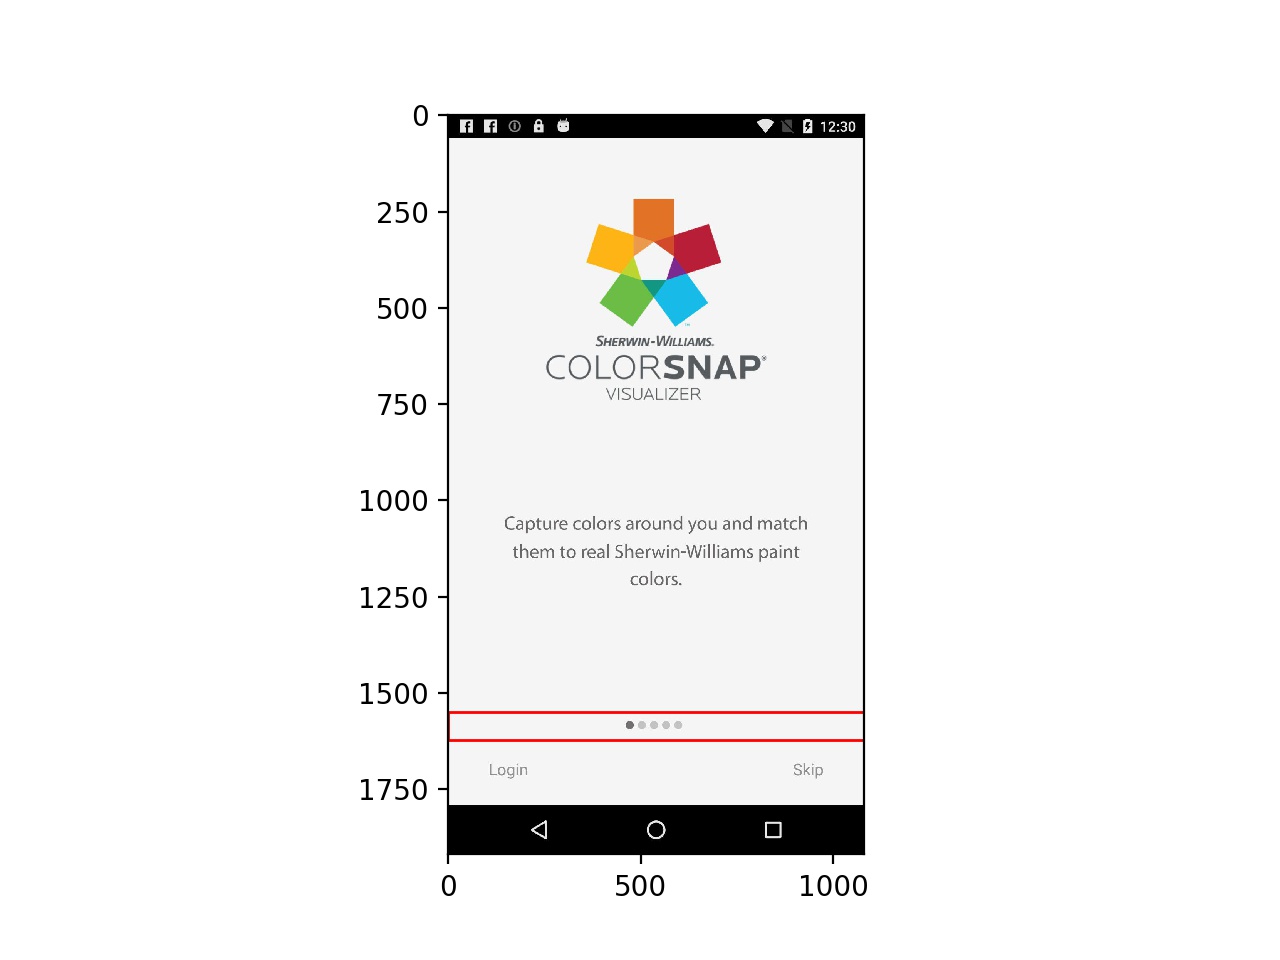 0
250
500
750
1000
1250
1500
1750
12:30
SHERWIN-WILLIAMS.
COLORSNAP®
VISUALIZER
Capture colors around you and match
them to real Sherwin-Williams paint
colors.
Login
Skip
0
500
1000